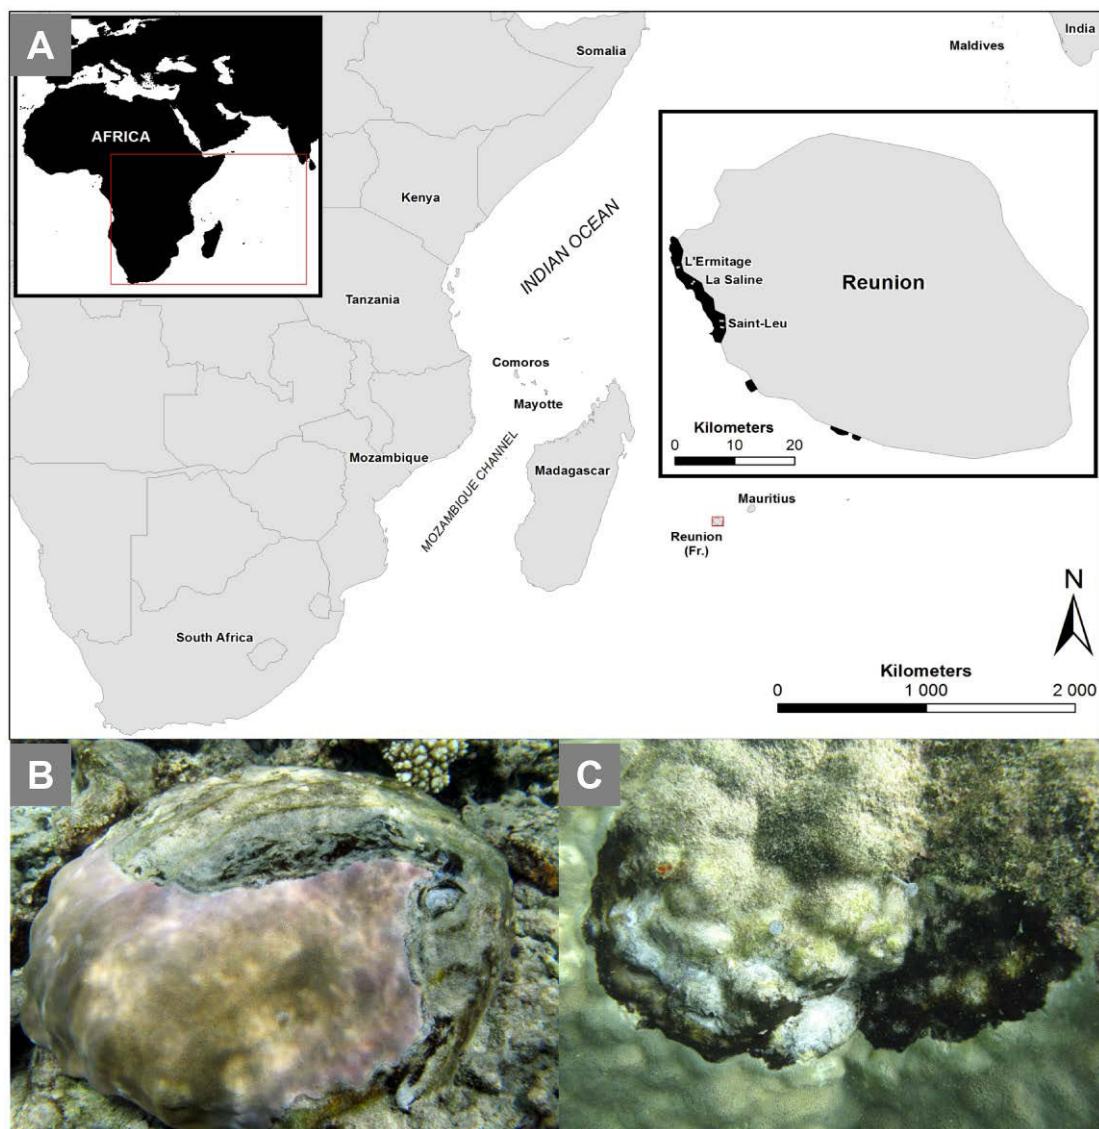 A
AFRICA
Somalia
Maldives
India
Kenya
INDIAN OCEAN
Tanzania
Comoros
Mayotte
Mozambique
MOZAMBIQUE CHANNEL
Madagascar
South Africa
L'Ermitage
La Saline
Saint-Leu
Reunion
Kilometers
0 10 20
Mauritius
Reunion
(Fr.)
N
Kilometers
0 1 000 2 000
B
C